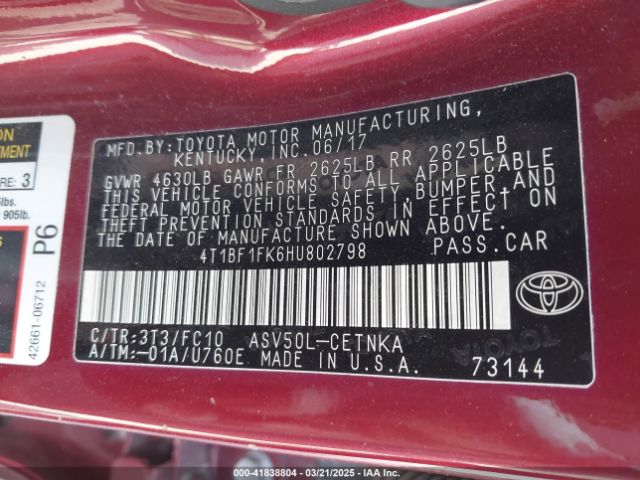 MFD.BY:TOYOTA MOTOR MANUFACTURING,
KENTUCKY,INC.06/17
GVWR 4630LB GAWR FR 2625LB RR 2625LB
THIS VEHICLE CONFORMS TO ALL APPLICABLE
FEDERAL MOTOR VEHICLE SAFETY,BUMPER,AND
THEFT PREVENTION STANDARDS IN EFFECT ON
THE DATE OF MANUFACTURE SHOWN ABOVE.
4T1BF1FK6HU802798 PASS.CAR
C/TR:3T3/FC10 ASV50L-CETNKA
A/TM:-01A/U760E MADE IN U.S.A.
73144
TOYOTA
RE: 3
905lb.
P6
42661-06712
000-41838804 — 03/21/2025 — IAA Inc.